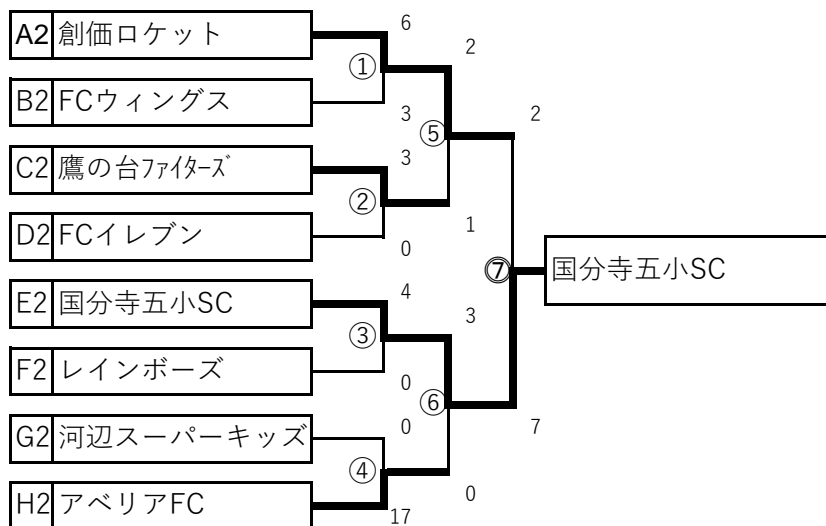 A2 創価ロケット
6
2
①
B2 FCウィングス
3
⑤
2
C2 鷹の台ﾌｧｲﾀｰｽﾞ
3
②
1
D2 FCイレブン
0
⑦
国分寺五小SC
E2 国分寺五小SC
4
3
③
F2 レインボーズ
0
⑥
G2 河辺スーパーキッズ
0
7
④
0
H2 アベリアFC
17